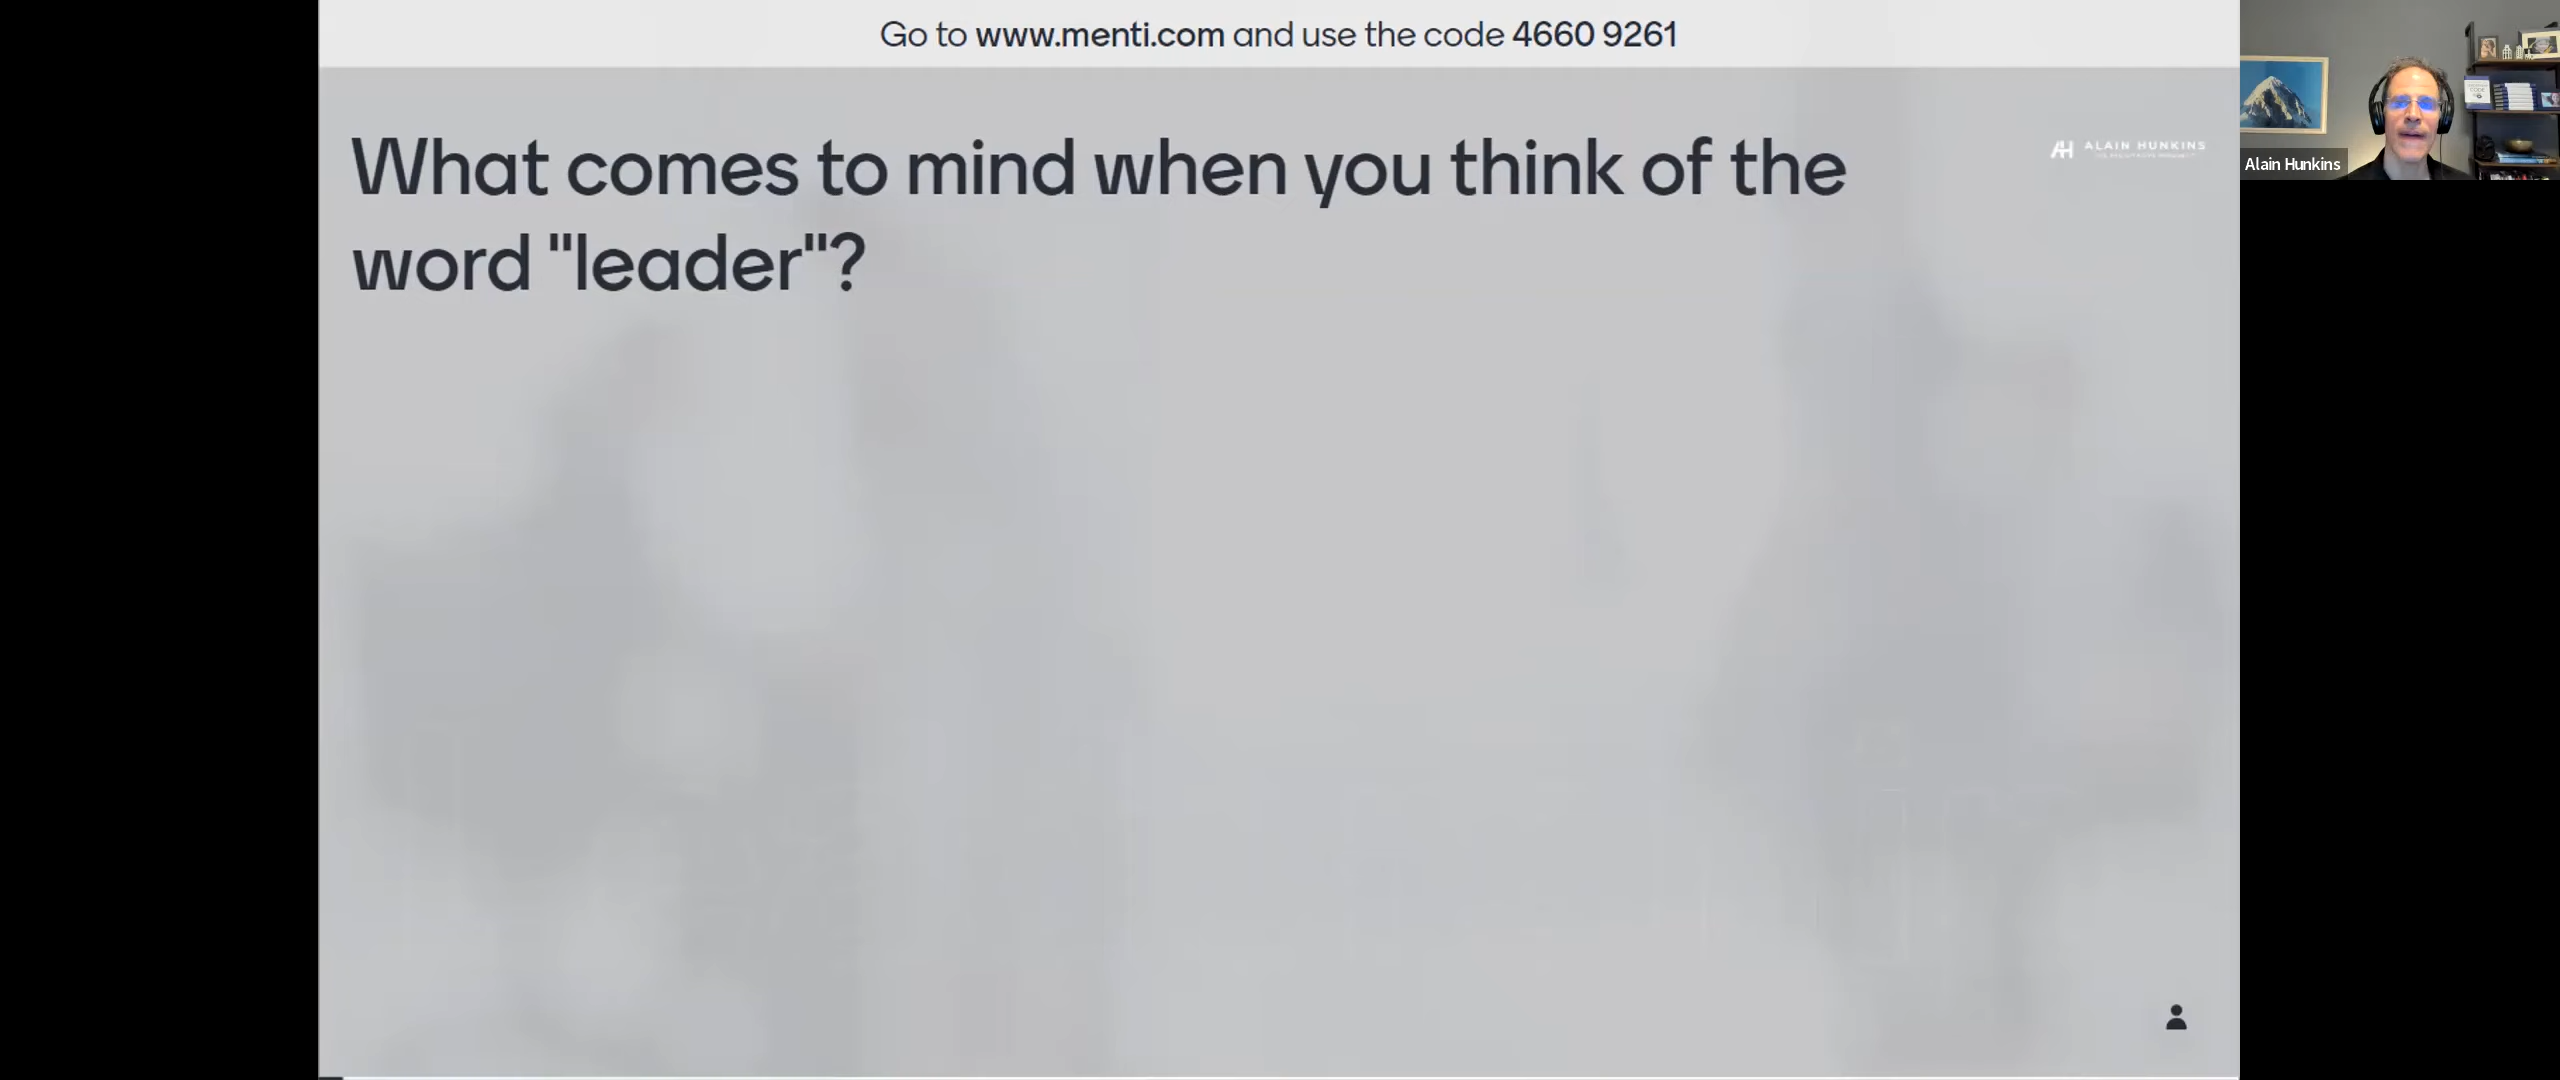 Go to www.menti.com and use the code 4660 9261
What comes to mind when you think of the
word "leader"?
AH ALAIN HUNKINS
Alain Hunkins